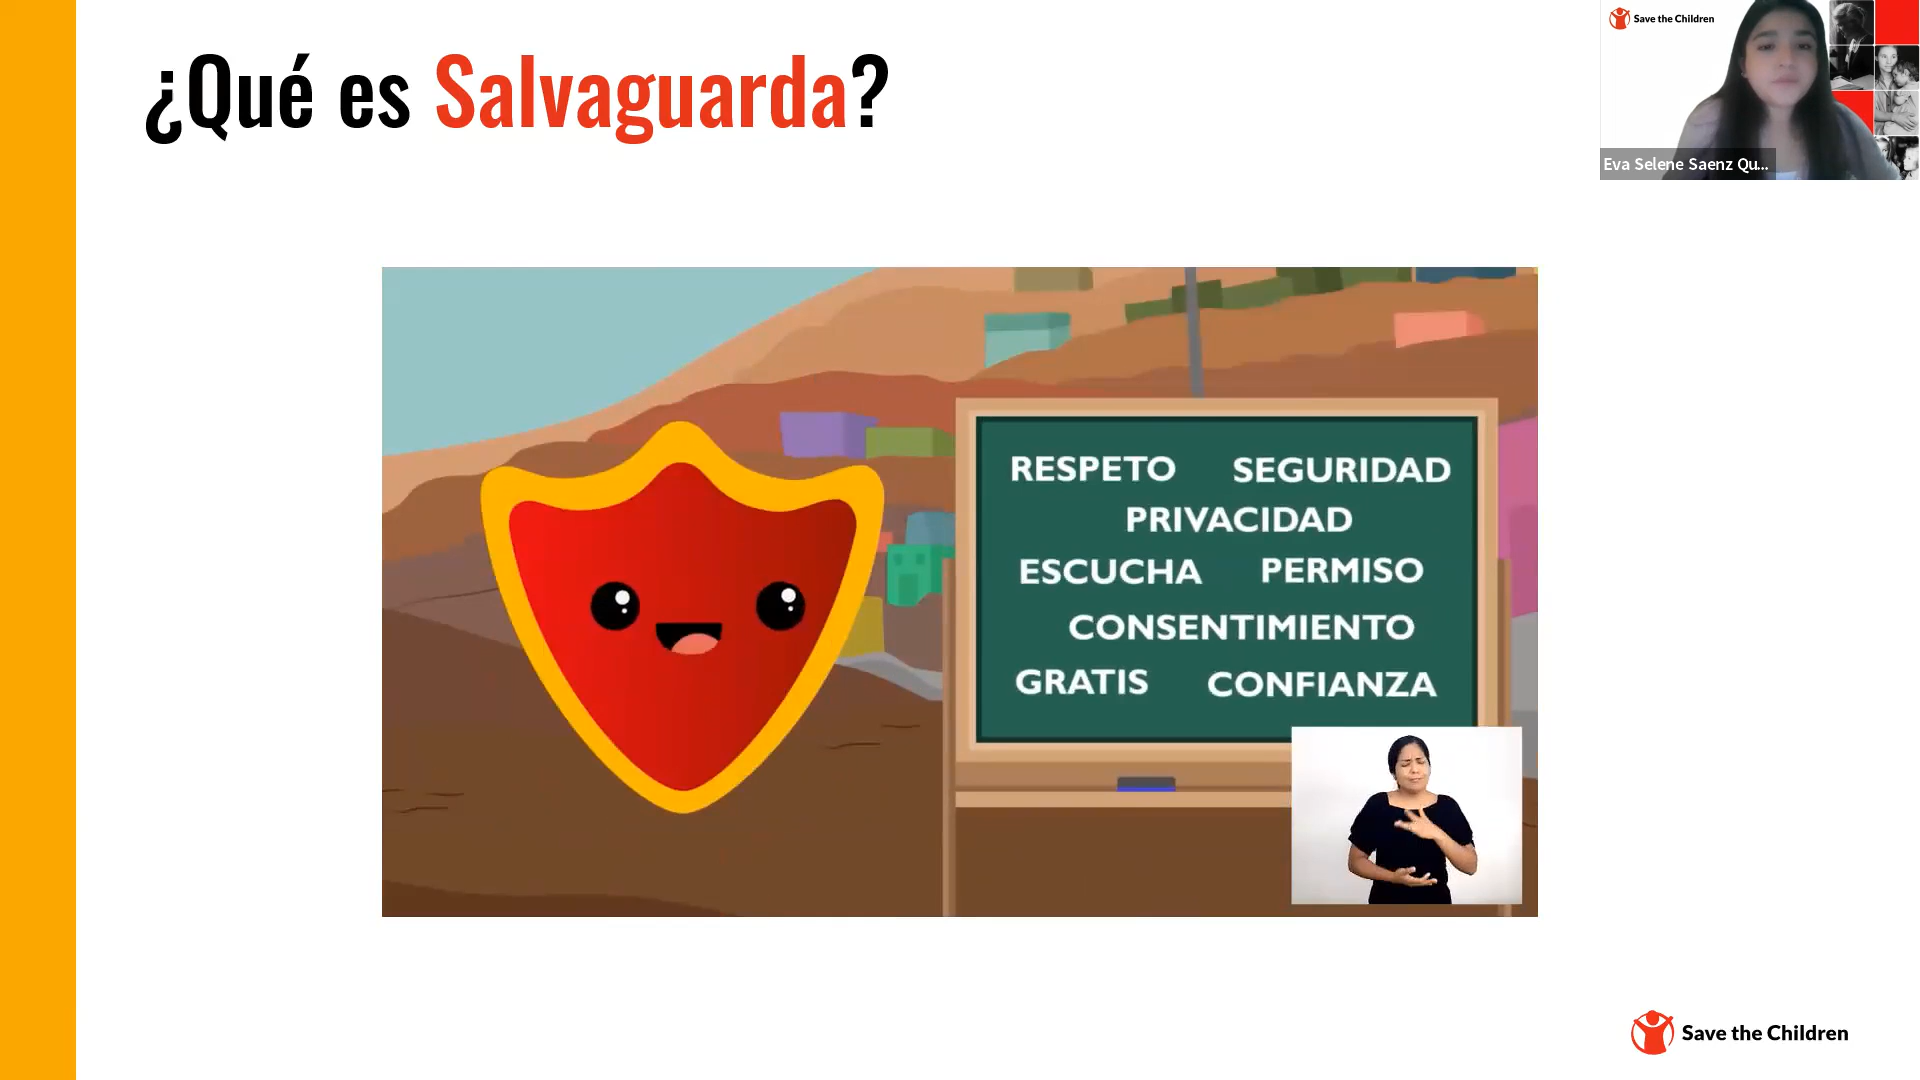 ¿Qué es Salvaguarda?
Save the Children
Eva Selene Saenz Qu...
RESPETO SEGURIDAD
PRIVACIDAD
ESCUCHA PERMISO
CONSENTIMIENTO
GRATIS CONFIANZA
Save the Children